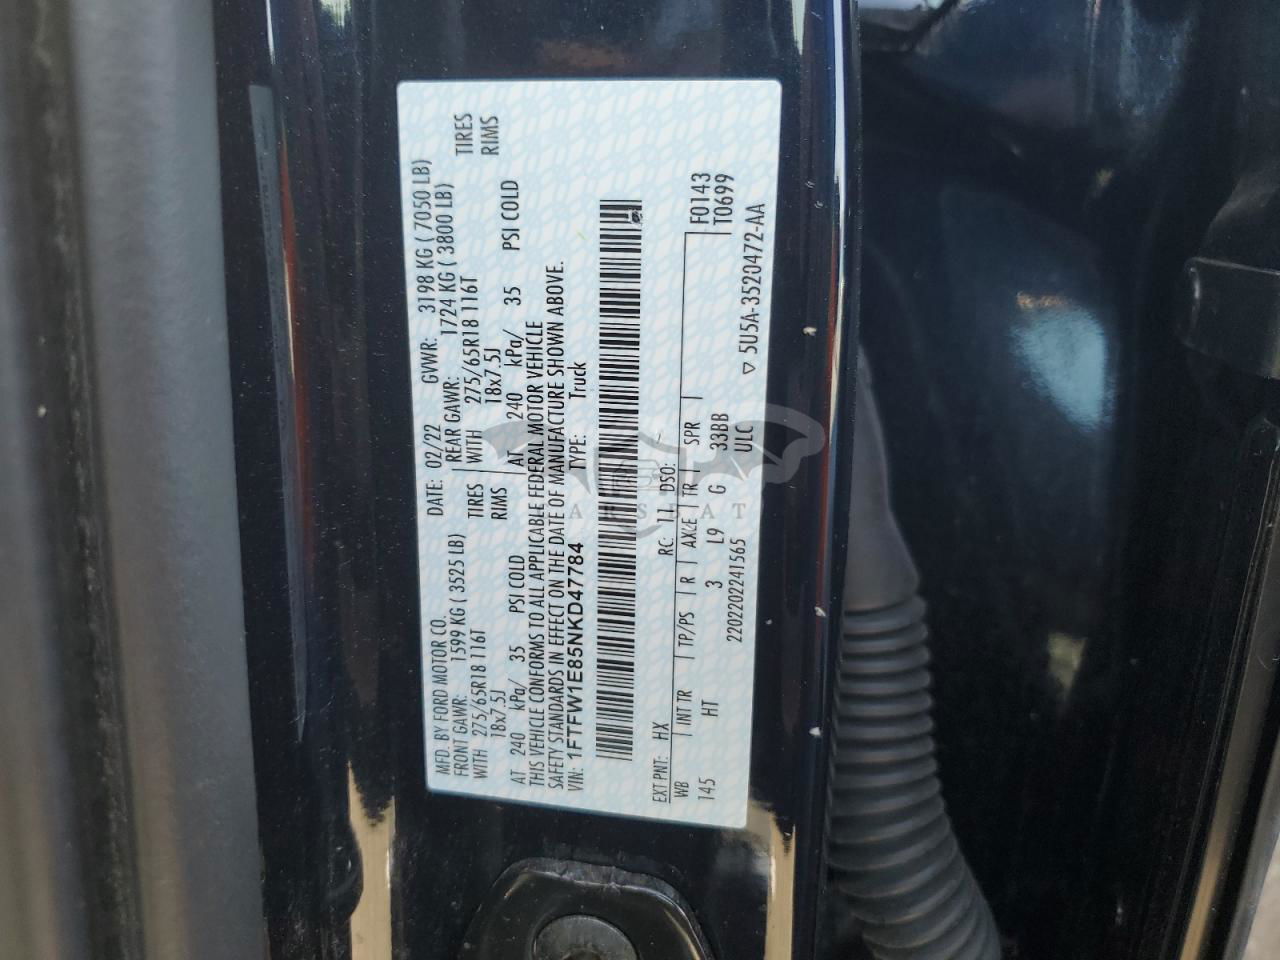 MFD. BY FORD MOTOR CO. DATE: 02/22 GVWR: 3198 KG ( 7050 LB)
FRONT GAWR: 1599 KG ( 3525 LB) REAR GAWR: 1724 KG ( 3800 LB)
WITH 275/65R18 116T TIRES WITH 275/65R18 116T TIRES
18x7.5J RIMS 18x7.5J RIMS
AT 240 kPa/ 35 PSI COLD AT 240 kPa/ 35 PSI COLD
THIS VEHICLE CONFORMS TO ALL APPLICABLE FEDERAL MOTOR VEHICLE
SAFETY STANDARDS IN EFFECT ON THE DATE OF MANUFACTURE SHOWN ABOVE.
VIN: 1FTFW1E85NKD47784 TYPE: Truck
EXT PNT: HX RC: 11 DSO:
WB INT TR TP/PS R AXLE TR SPR F0143
145 HT 3 L9 G 33BB T0699
2202202241565 ULC
5U5A-3520472-AA